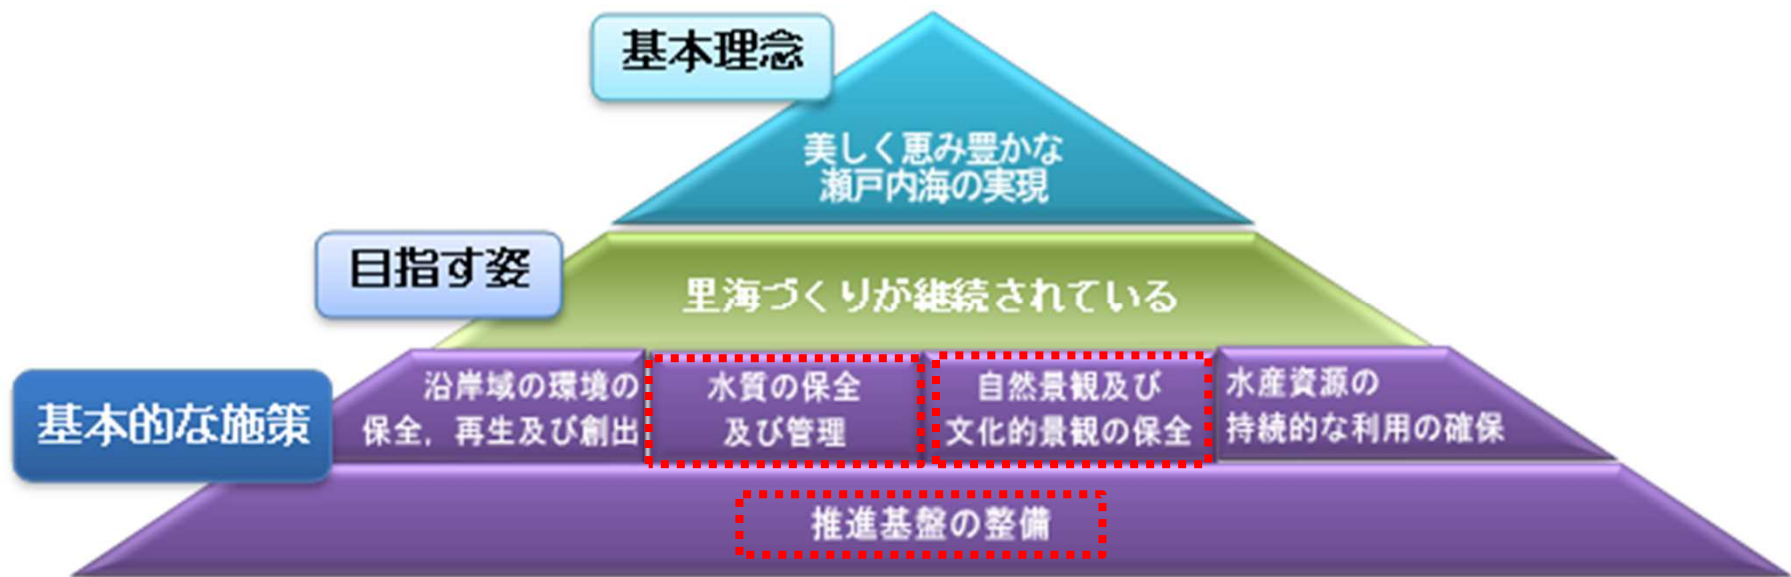 基本理念
美しく恵み豊かな
瀬戸内海の実現
目指す姿
里海づくりが継続されている
基本的な施策
沿岸域の環境の
保全，再生及び創出
水質の保全
及び管理
自然景観及び
文化的景観の保全
水産資源の
持続的な利用の確保
推進基盤の整備